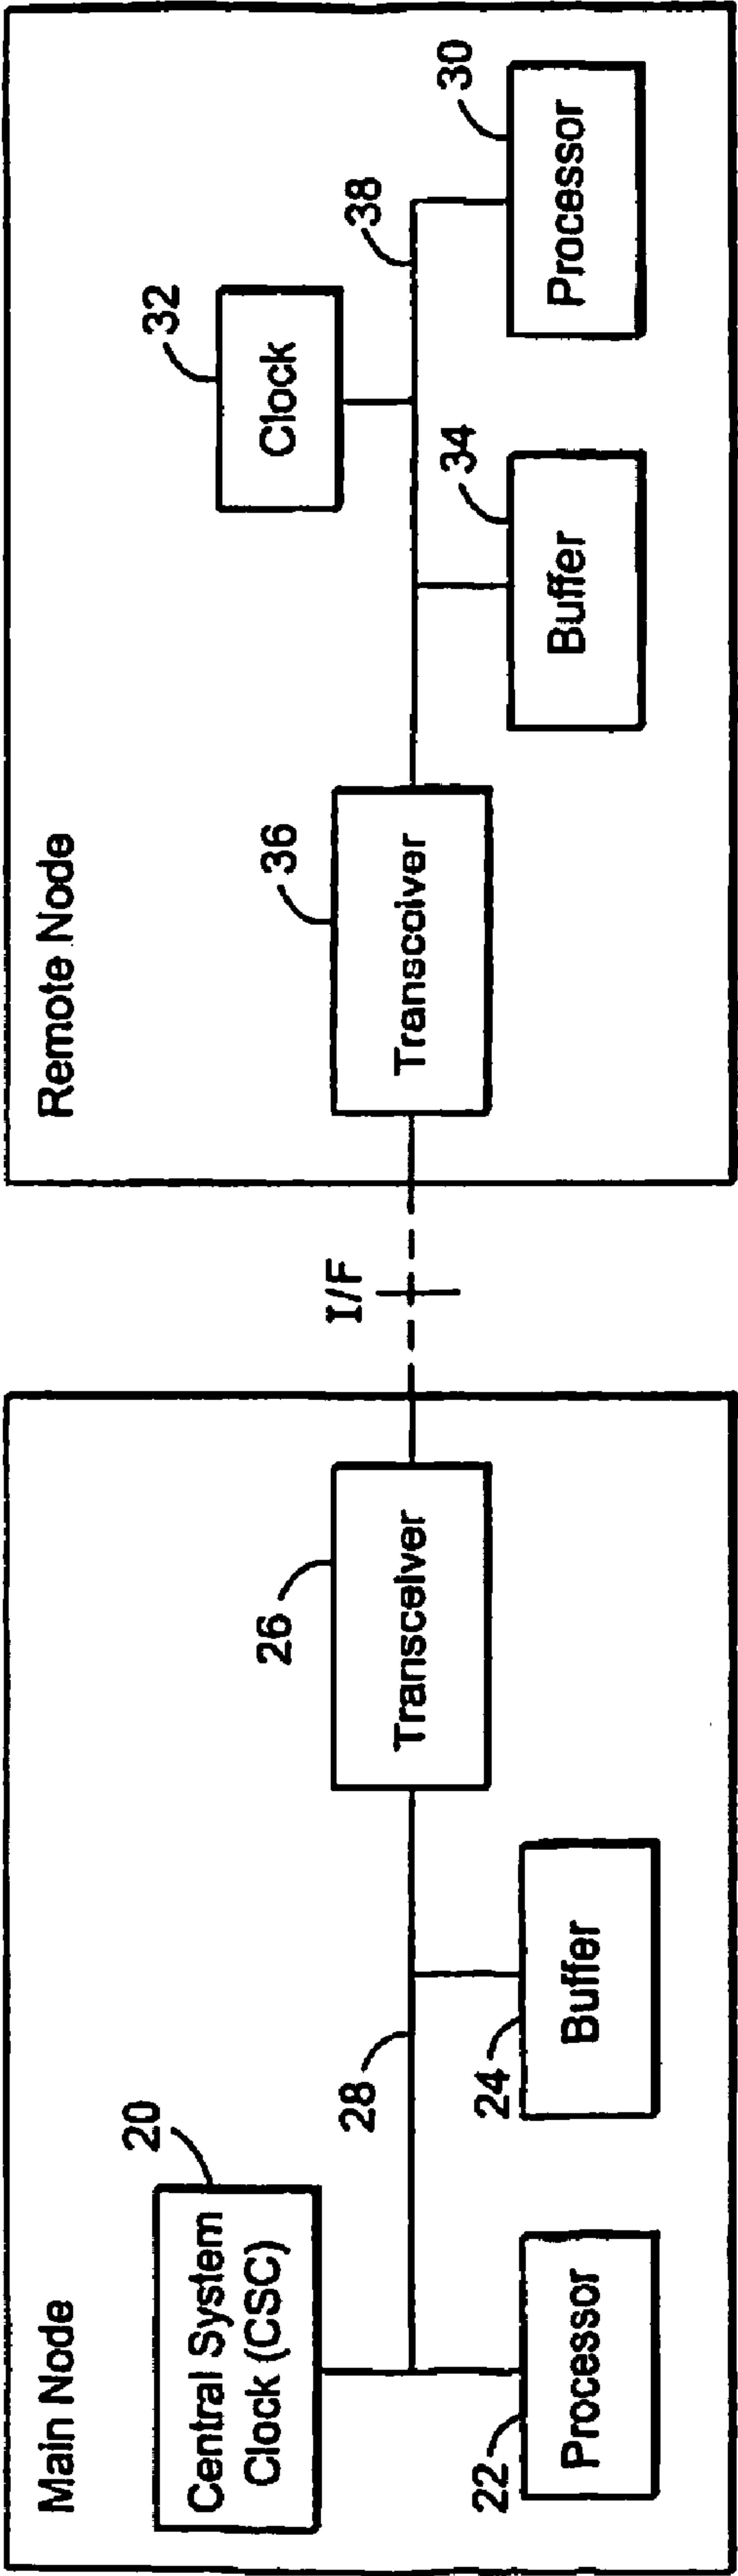 Main Node
Central System
Clock (CSC)
20
28
22
Processor
24
Buffer
26
Transceiver
I/F
Remote Node
36
Transceiver
32
Clock
38
34
Buffer
30
Processor